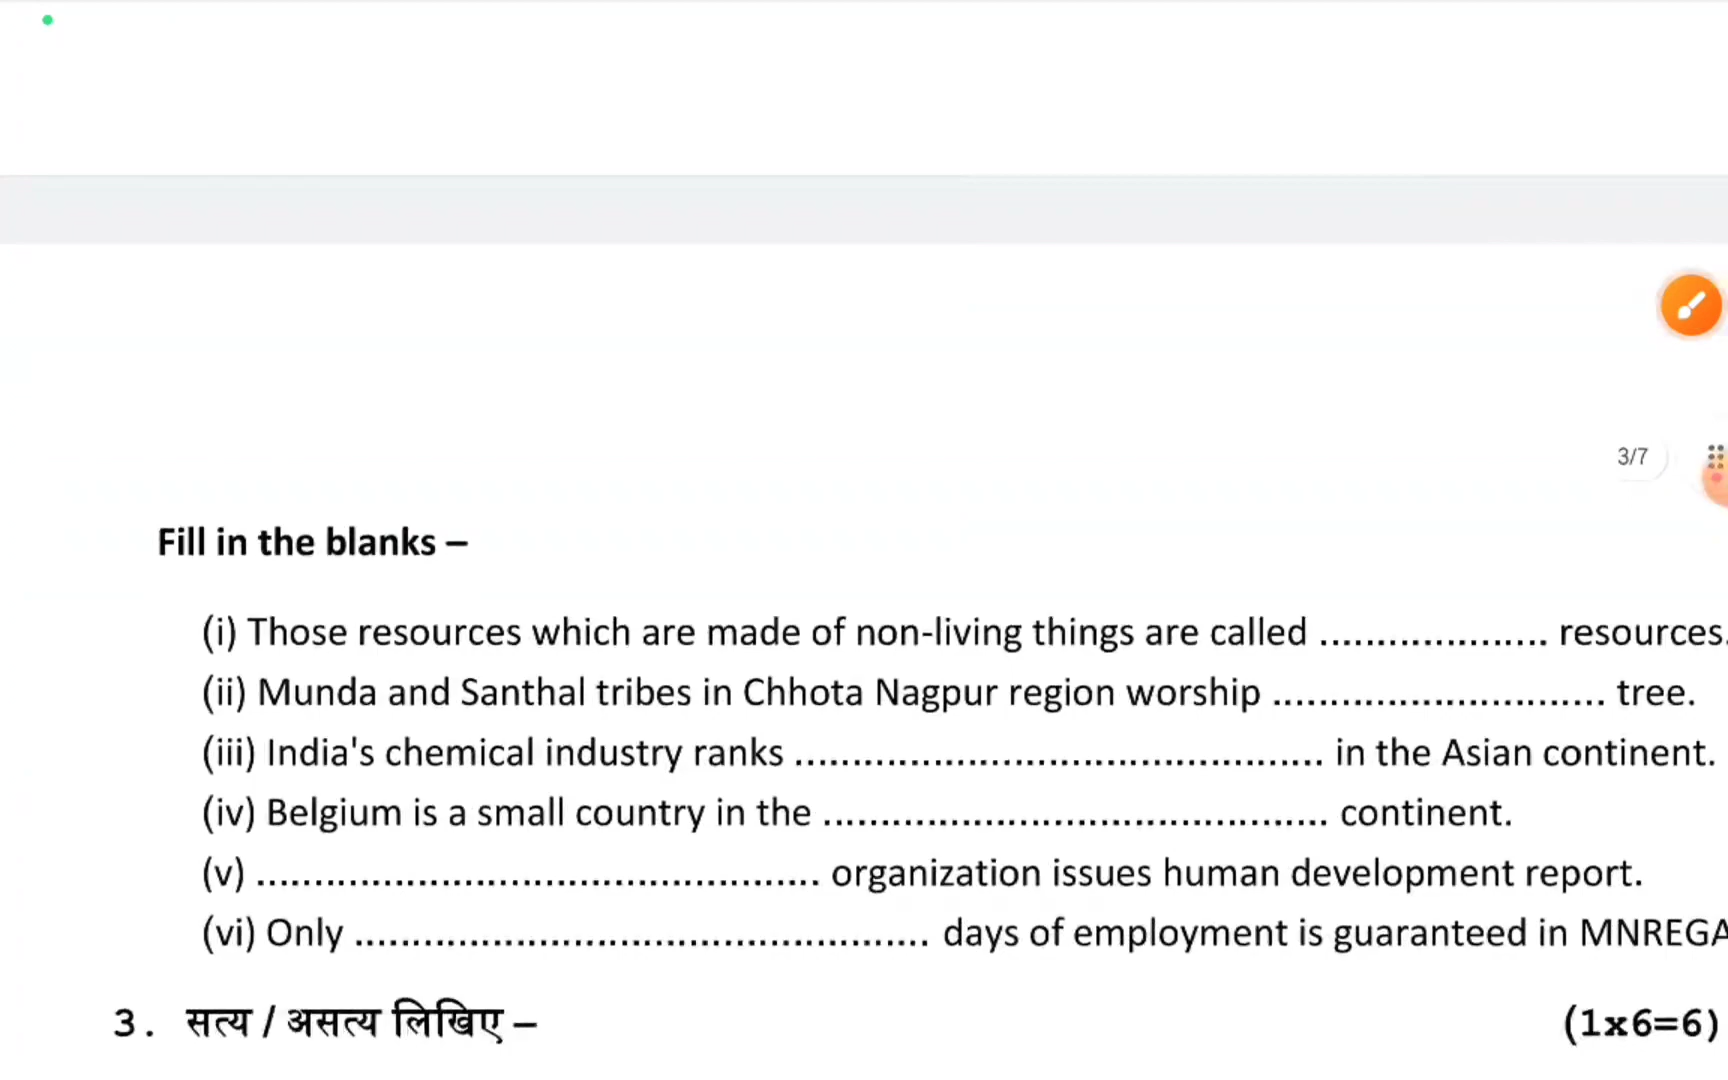 3/7
Fill in the blanks –
(i) Those resources which are made of non-living things are called .................... resources.
(ii) Munda and Santhal tribes in Chhota Nagpur region worship ............................. tree.
(iii) India's chemical industry ranks .............................................. in the Asian continent.
(iv) Belgium is a small country in the ............................................ continent.
(v) ................................................. organization issues human development report.
(vi) Only .................................................. days of employment is guaranteed in MNREGA
3. सत्य / असत्य लिखिए – (1x6=6)